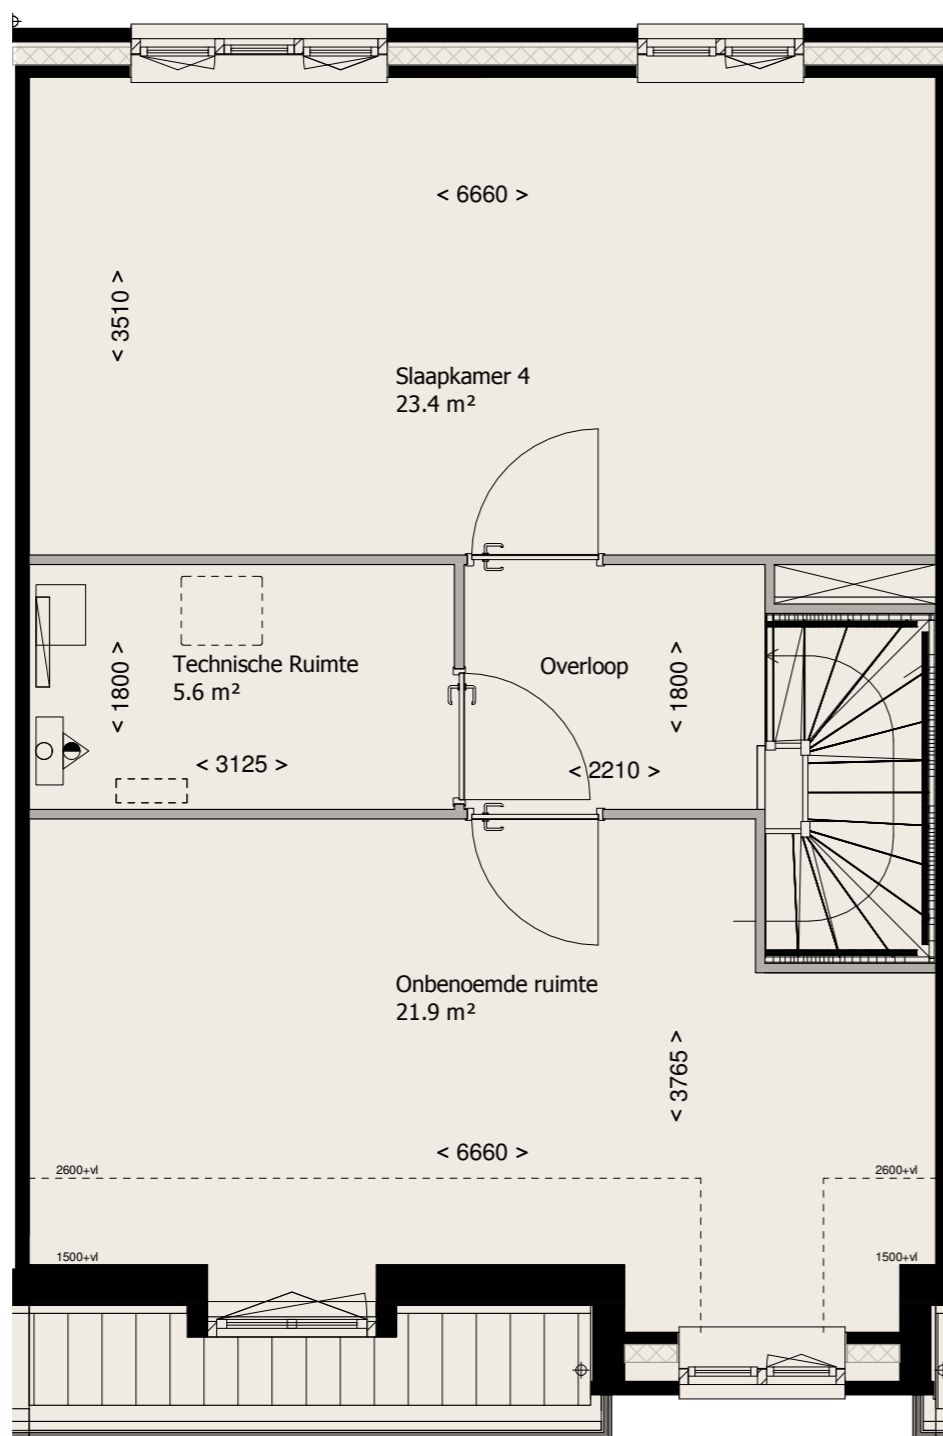 < 6660 >
< 3510 >
Slaapkamer 4
23.4 m²
Technische Ruimte
5.6 m²
< 1800 >
< 3125 >
Overloop
< 1800 >
< 2210 >
Onbenoemde ruimte
21.9 m²
< 3765 >
< 6660 >
2600+vl
2600+vl
1500+vl
1500+vl